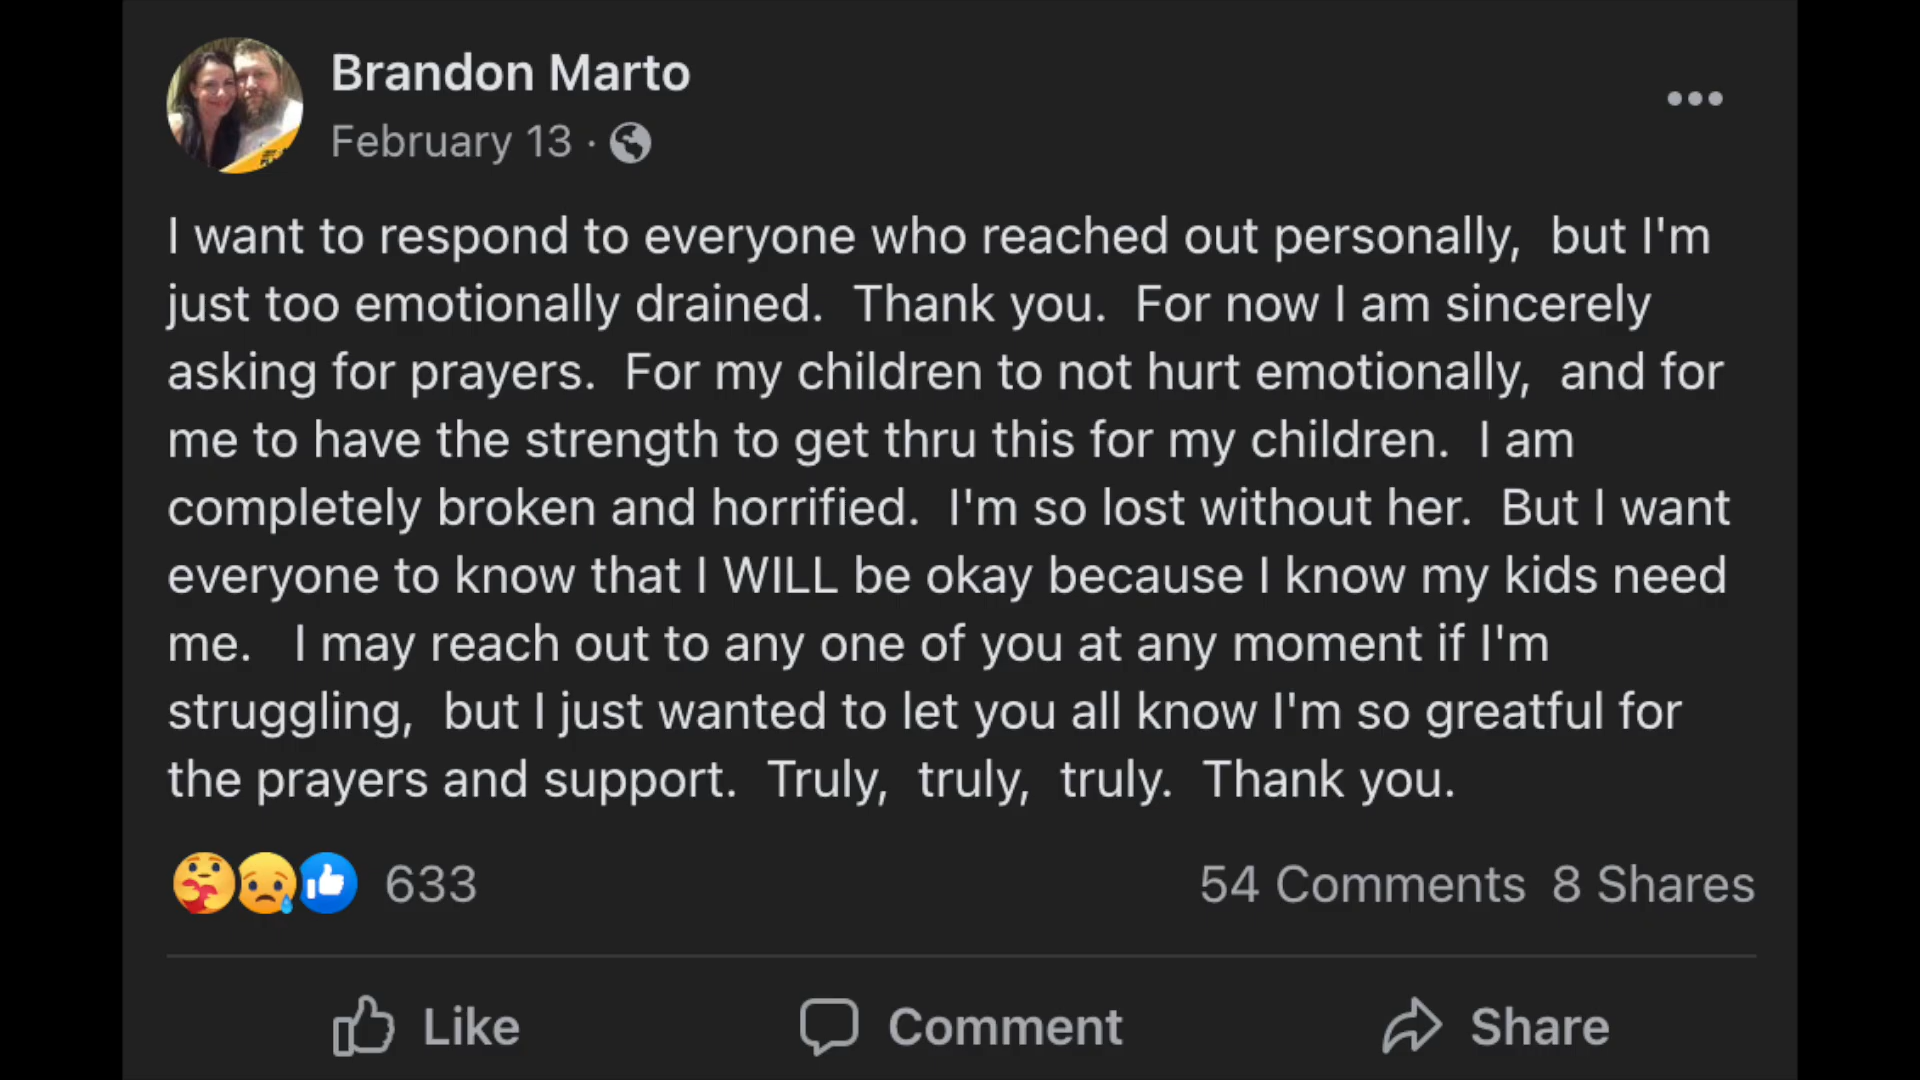 Brandon Marto
February 13 ·
I want to respond to everyone who reached out personally,  but I'm
just too emotionally drained.  Thank you.  For now I am sincerely
asking for prayers.  For my children to not hurt emotionally,  and for
me to have the strength to get thru this for my children.  I am
completely broken and horrified.  I'm so lost without her.  But I want
everyone to know that I WILL be okay because I know my kids need
me.   I may reach out to any one of you at any moment if I'm
struggling,  but I just wanted to let you all know I'm so greatful for
the prayers and support.  Truly,  truly,  truly.  Thank you.
633
54 Comments 8 Shares
Like
Comment
Share